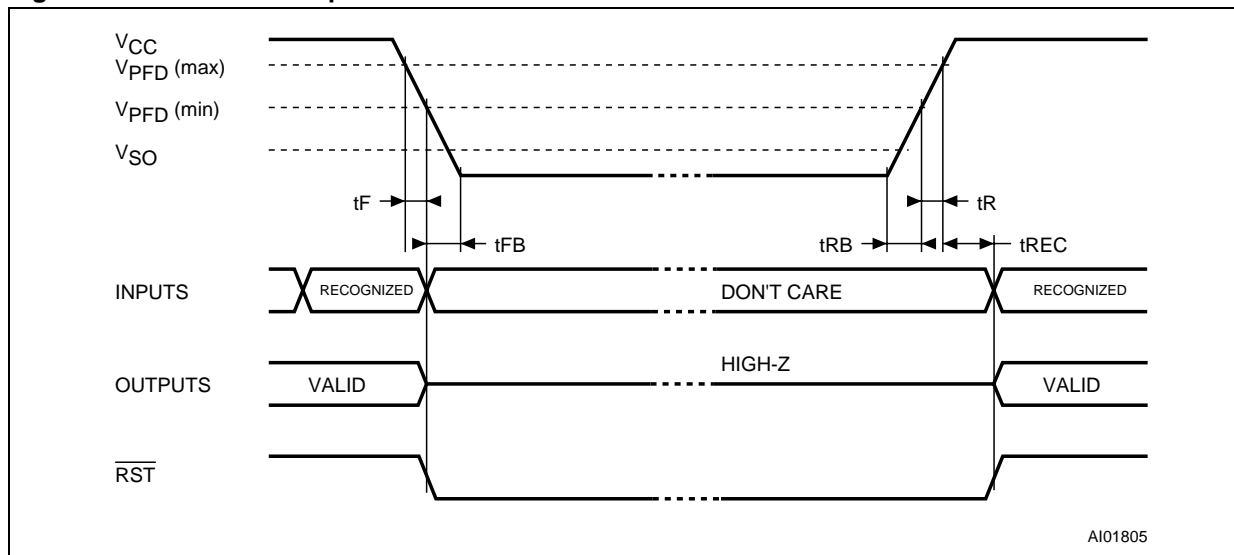 VCC
VPFD (max)
VPFD (min)
VSO
tF
tR
tFB
tRB
tREC
INPUTS
RECOGNIZED
DON'T CARE
RECOGNIZED
OUTPUTS
VALID
HIGH-Z
VALID
RST
AI01805